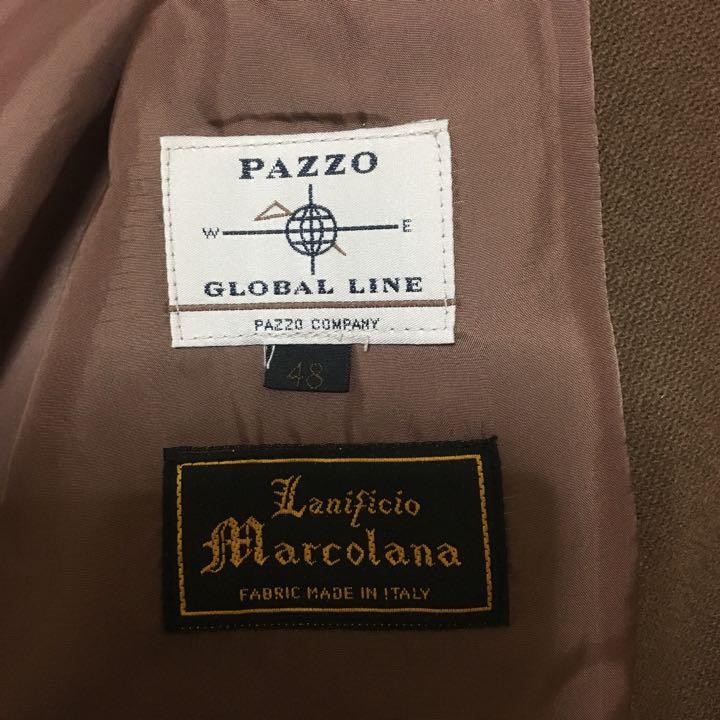 PAZZO
W E
GLOBAL LINE
PAZZO COMPANY
48
Lanificio
Marcolana
FABRIC MADE IN ITALY